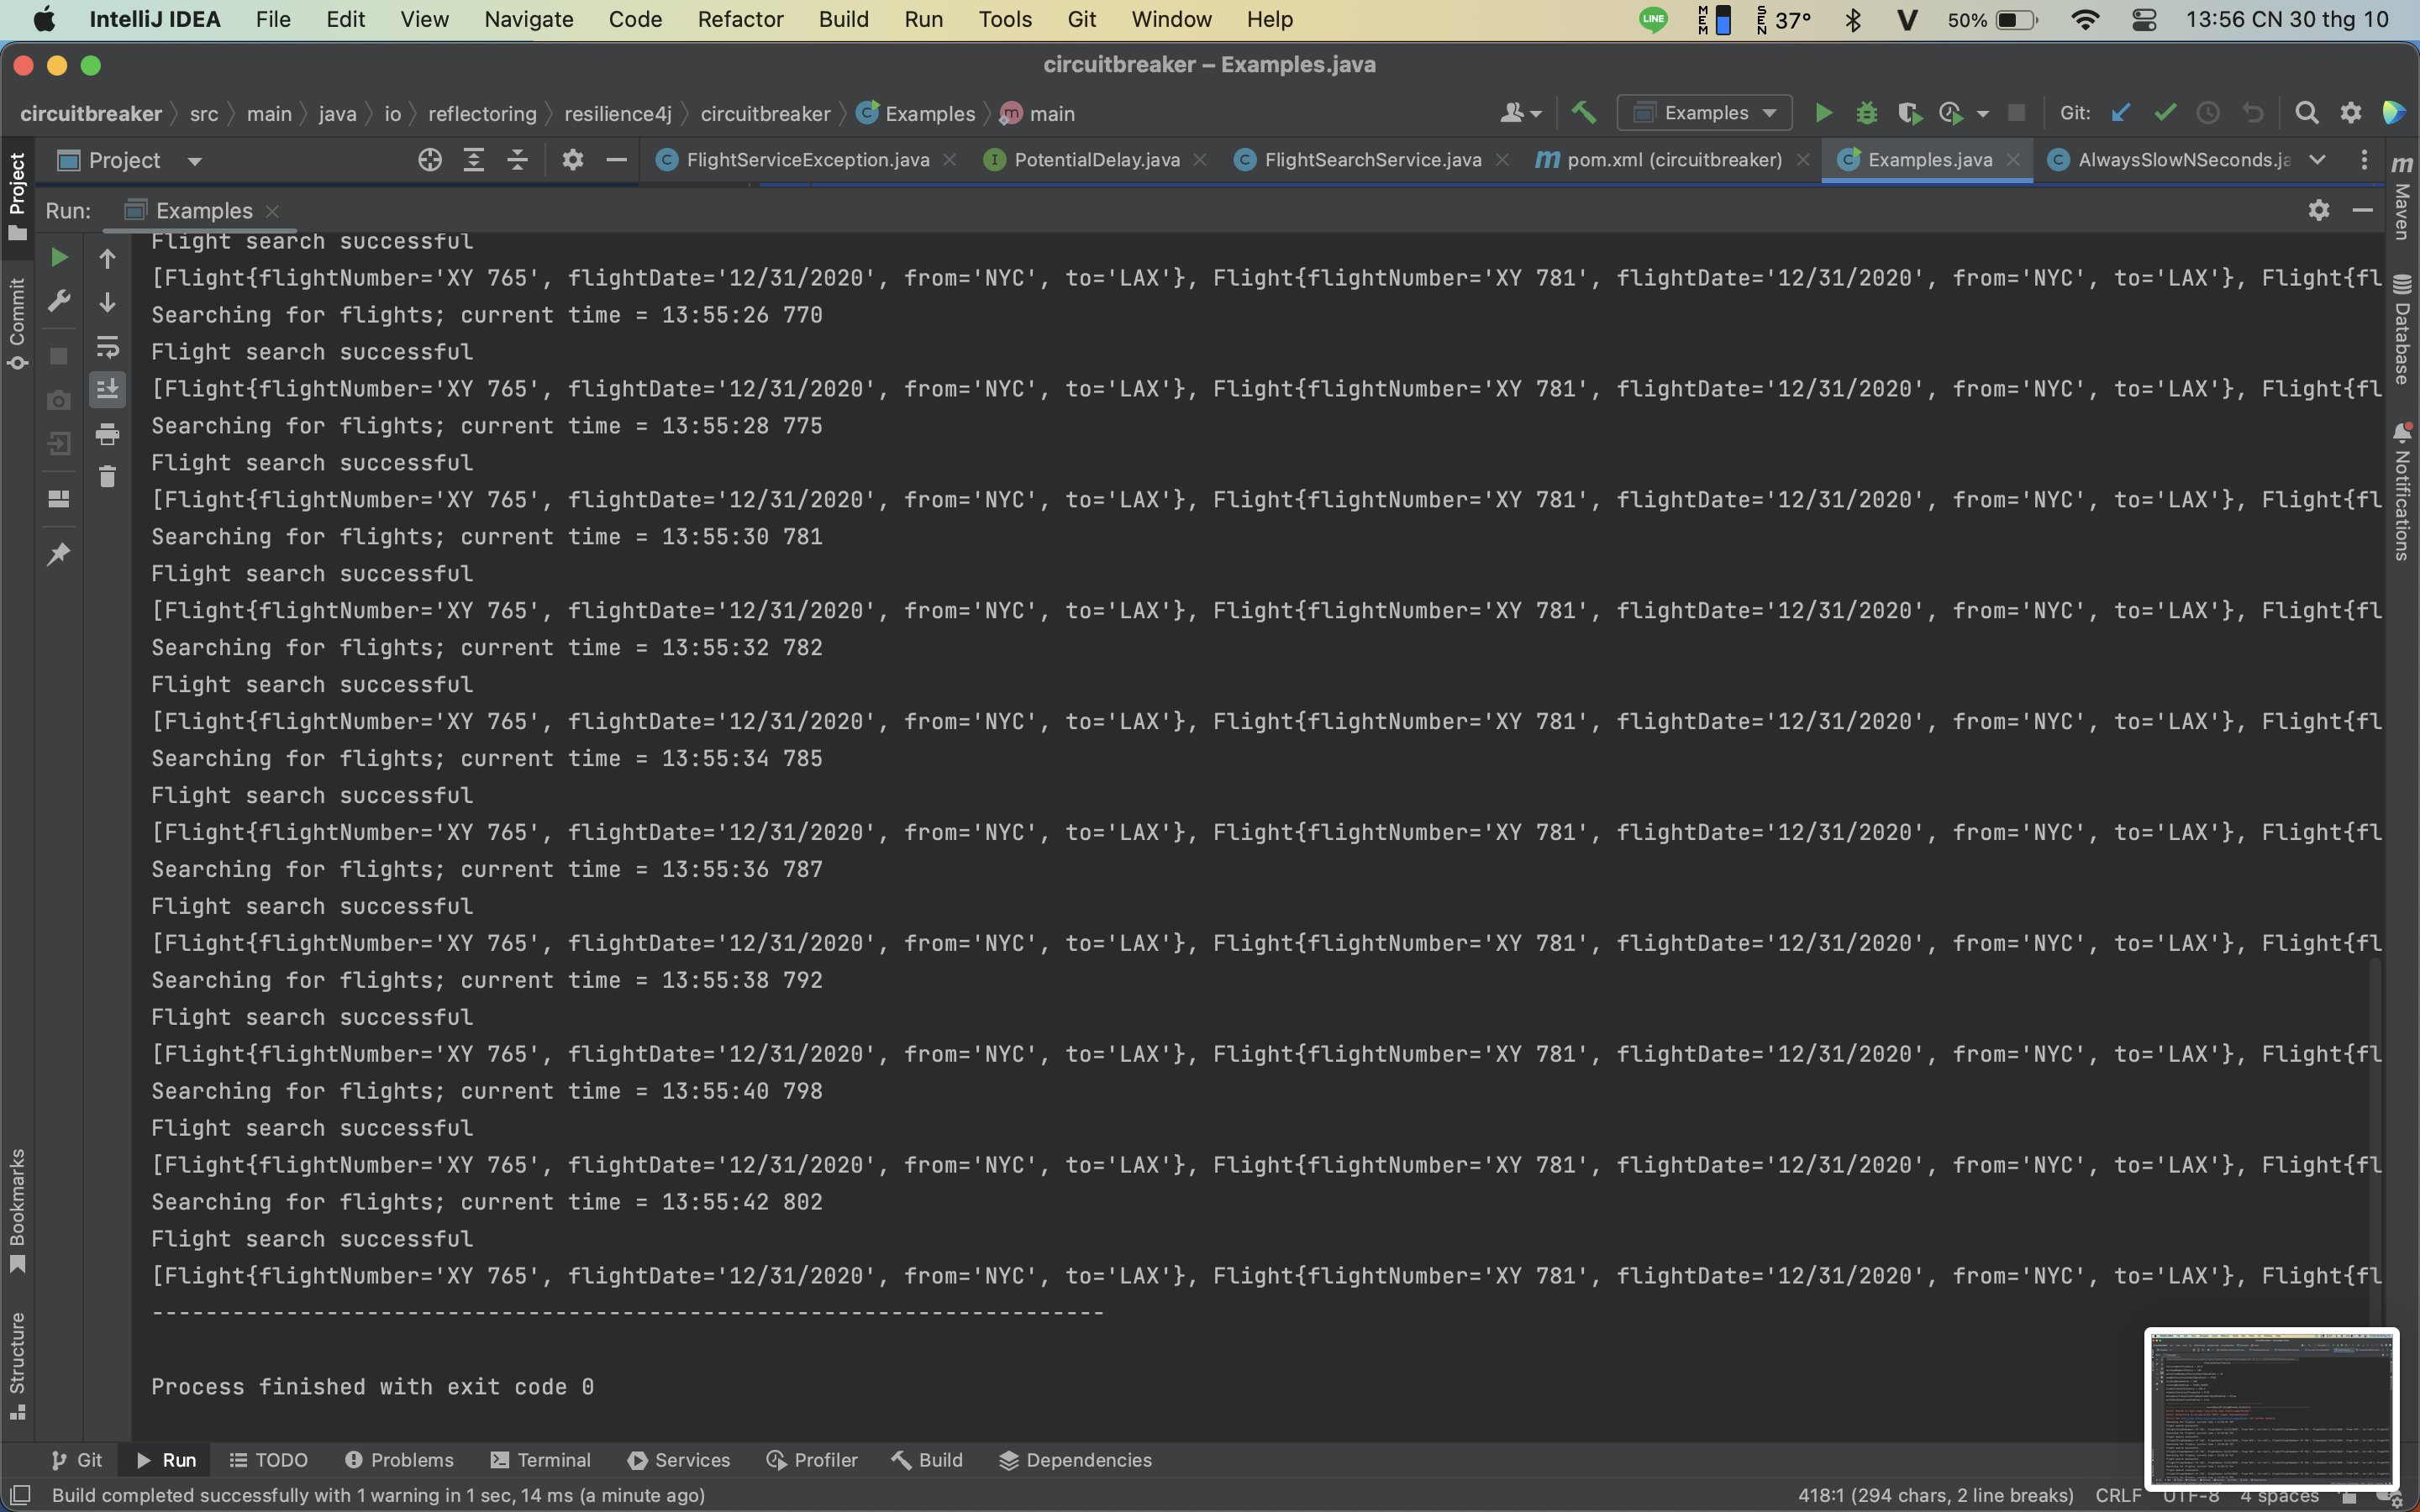 IntelliJ IDEA File Edit View Navigate Code Refactor Build Run Tools Git Window Help LINE MEM SEN 37° V 50% 13:56 CN 30 thg 10
circuitbreaker – Examples.java
circuitbreaker src main java io reflectoring resilience4j circuitbreaker Examples main Examples Git:
Project FlightServiceException.java PotentialDelay.java FlightSearchService.java pom.xml (circuitbreaker) Examples.java AlwaysSlowNSeconds.ja
Run: Examples
Flight search successful
[Flight{flightNumber='XY 765', flightDate='12/31/2020', from='NYC', to='LAX'}, Flight{flightNumber='XY 781', flightDate='12/31/2020', from='NYC', to='LAX'}, Flight{fl
Searching for flights; current time = 13:55:26 770
Flight search successful
[Flight{flightNumber='XY 765', flightDate='12/31/2020', from='NYC', to='LAX'}, Flight{flightNumber='XY 781', flightDate='12/31/2020', from='NYC', to='LAX'}, Flight{fl
Searching for flights; current time = 13:55:28 775
Flight search successful
[Flight{flightNumber='XY 765', flightDate='12/31/2020', from='NYC', to='LAX'}, Flight{flightNumber='XY 781', flightDate='12/31/2020', from='NYC', to='LAX'}, Flight{fl
Searching for flights; current time = 13:55:30 781
Flight search successful
[Flight{flightNumber='XY 765', flightDate='12/31/2020', from='NYC', to='LAX'}, Flight{flightNumber='XY 781', flightDate='12/31/2020', from='NYC', to='LAX'}, Flight{fl
Searching for flights; current time = 13:55:32 782
Flight search successful
[Flight{flightNumber='XY 765', flightDate='12/31/2020', from='NYC', to='LAX'}, Flight{flightNumber='XY 781', flightDate='12/31/2020', from='NYC', to='LAX'}, Flight{fl
Searching for flights; current time = 13:55:34 785
Flight search successful
[Flight{flightNumber='XY 765', flightDate='12/31/2020', from='NYC', to='LAX'}, Flight{flightNumber='XY 781', flightDate='12/31/2020', from='NYC', to='LAX'}, Flight{fl
Searching for flights; current time = 13:55:36 787
Flight search successful
[Flight{flightNumber='XY 765', flightDate='12/31/2020', from='NYC', to='LAX'}, Flight{flightNumber='XY 781', flightDate='12/31/2020', from='NYC', to='LAX'}, Flight{fl
Searching for flights; current time = 13:55:38 792
Flight search successful
[Flight{flightNumber='XY 765', flightDate='12/31/2020', from='NYC', to='LAX'}, Flight{flightNumber='XY 781', flightDate='12/31/2020', from='NYC', to='LAX'}, Flight{fl
Searching for flights; current time = 13:55:40 798
Flight search successful
[Flight{flightNumber='XY 765', flightDate='12/31/2020', from='NYC', to='LAX'}, Flight{flightNumber='XY 781', flightDate='12/31/2020', from='NYC', to='LAX'}, Flight{fl
Searching for flights; current time = 13:55:42 802
Flight search successful
[Flight{flightNumber='XY 765', flightDate='12/31/2020', from='NYC', to='LAX'}, Flight{flightNumber='XY 781', flightDate='12/31/2020', from='NYC', to='LAX'}, Flight{fl
-----------------------------------------------------------------------
Process finished with exit code 0
Project
Commit
Bookmarks
Structure
Maven
Database
Notifications
Git Run TODO Problems Terminal Services Profiler Build Dependencies
Build completed successfully with 1 warning in 1 sec, 14 ms (a minute ago) 418:1 (294 chars, 2 line breaks) CRLF UTF-8 4 spaces